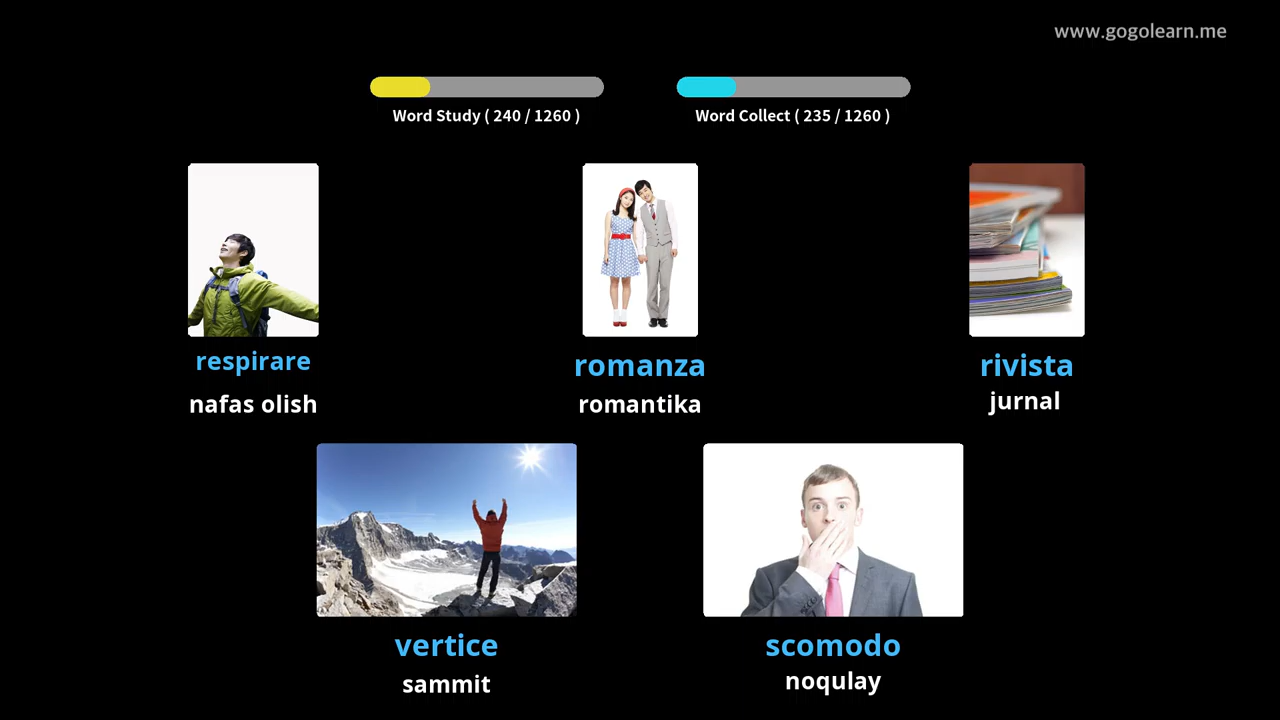 www.gogolearn.me
Word Study ( 240 / 1260 )
Word Collect ( 235 / 1260 )
respirare
nafas olish
romanza
romantika
rivista
jurnal
vertice
sammit
scomodo
noqulay